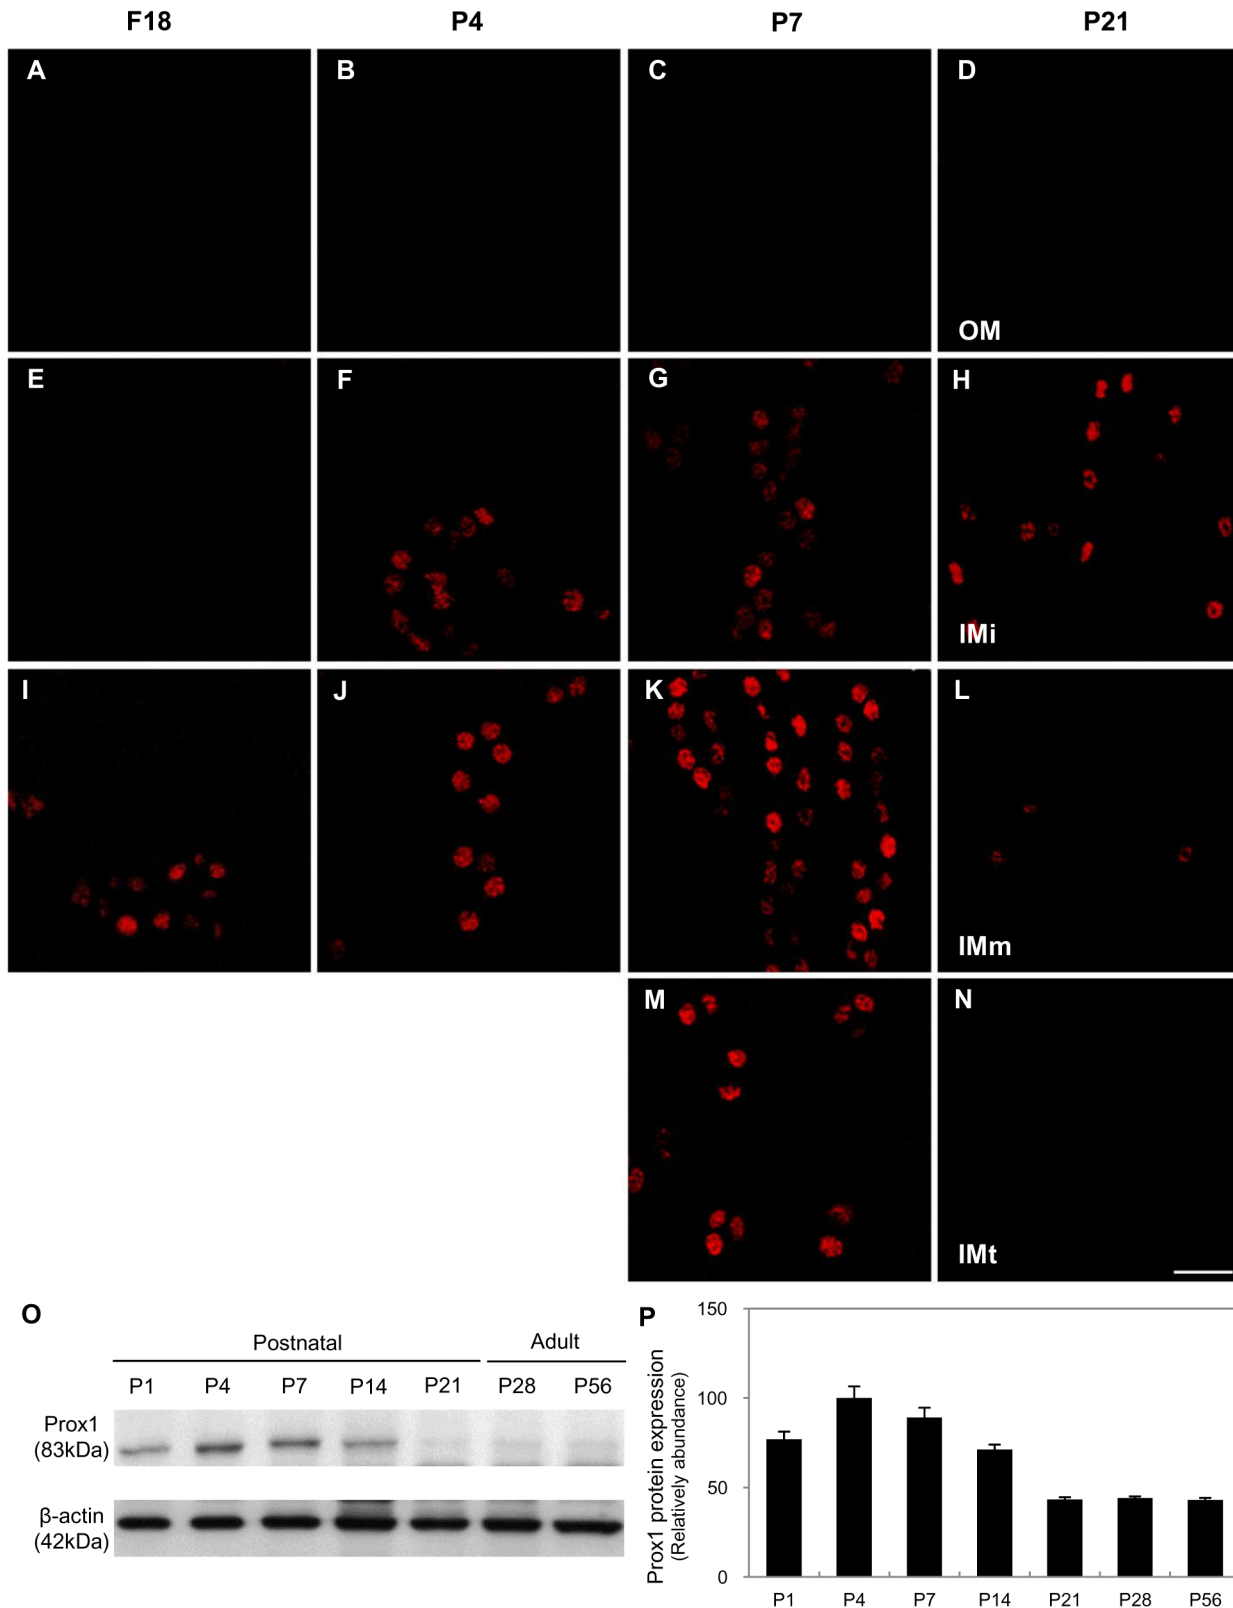 F18 P4 P7 P21
A B C D
OM
E F G H
IMi
I J K L
IMm
M N
IMt
O
Postnatal Adult
P1 P4 P7 P14 P21 P28 P56
Prox1
(83kDa)
β-actin
(42kDa)
P
Prox1 protein expression
(Relatively abundance)
150
100
50
0
P1 P4 P7 P14 P21 P28 P56